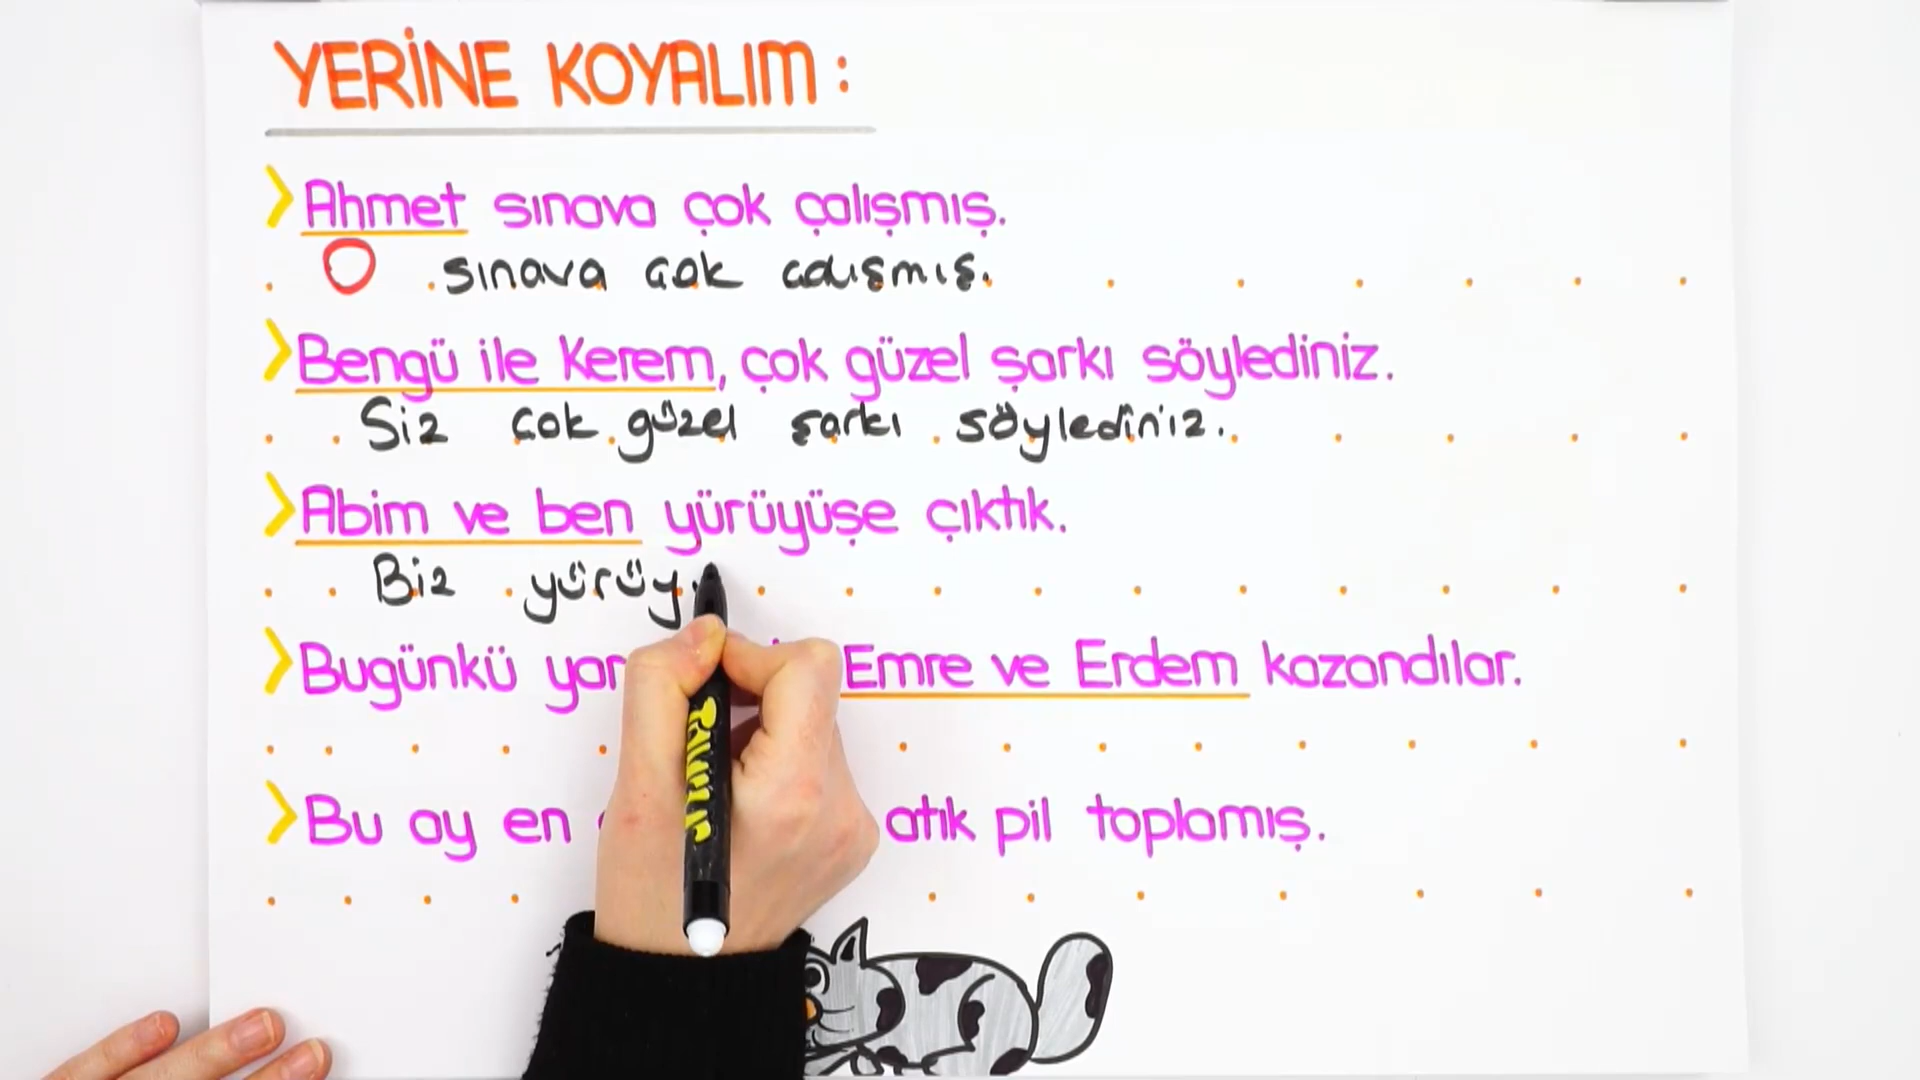 YERİNE KOYALIM:
Ahmet sınava çok çalışmış.
O sınava çok çalışmış.
Bengü ile Kerem, çok güzel şarkı söylediniz.
Siz çok güzel şarkı söylediniz.
Abim ve ben yürüyüşe çıktık.
Biz yürüy
Bugünkü Emre ve Erdem kazandılar.
Bu ay en atık pil toplamış.